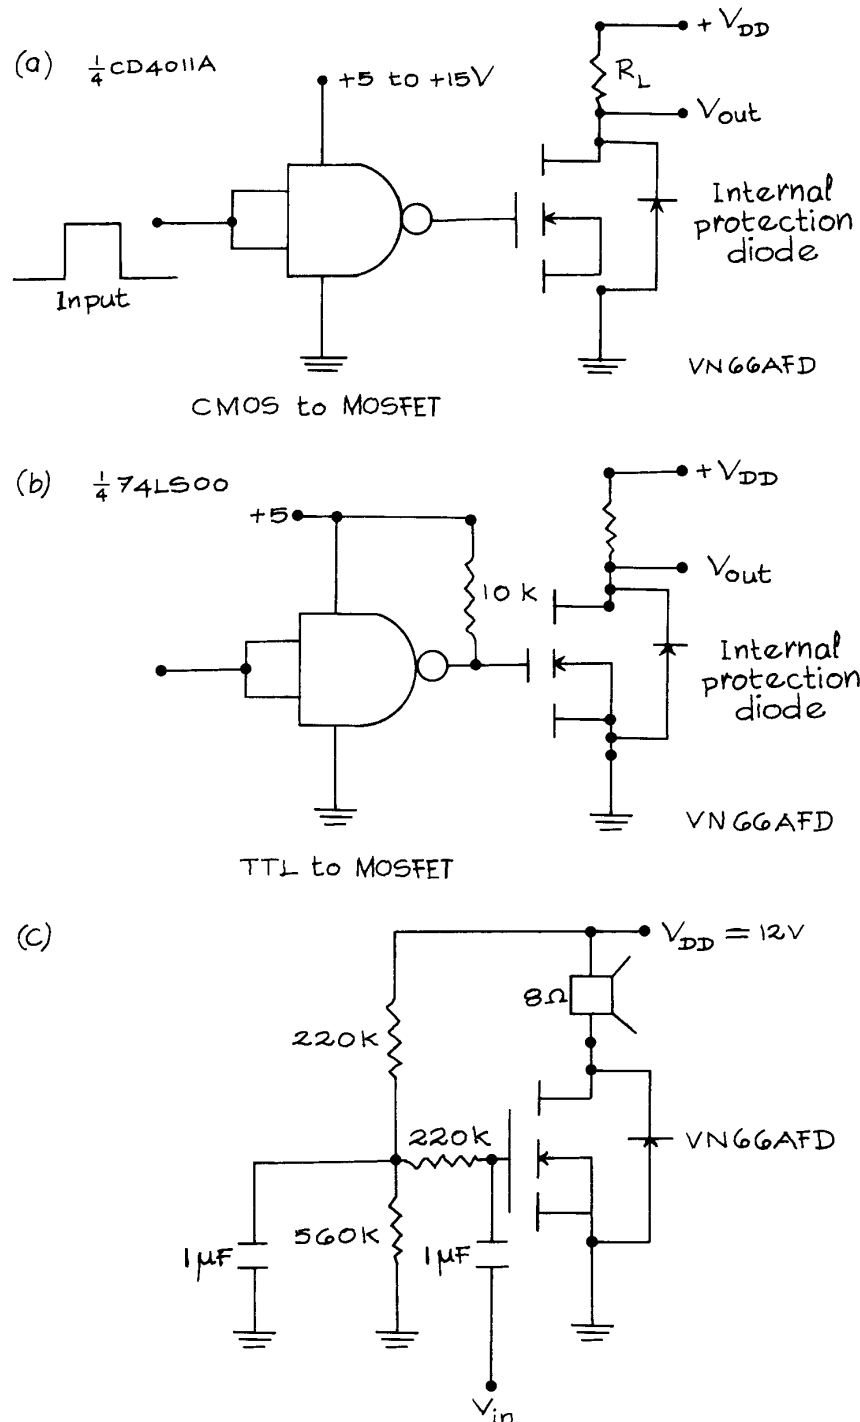 (a) ¼ CD4011A
+5 to +15V
+ VDD
RL
Vout
Internal
protection
diode
Input
VN66AFD
CMOS to MOSFET
(b) ¼ 74LS00
+5
+ VDD
10K
Vout
Internal
protection
diode
VN66AFD
TTL to MOSFET
(c)
VDD = 12V
8Ω
220K
220K
VN66AFD
560K
1µF
1µF
Vin